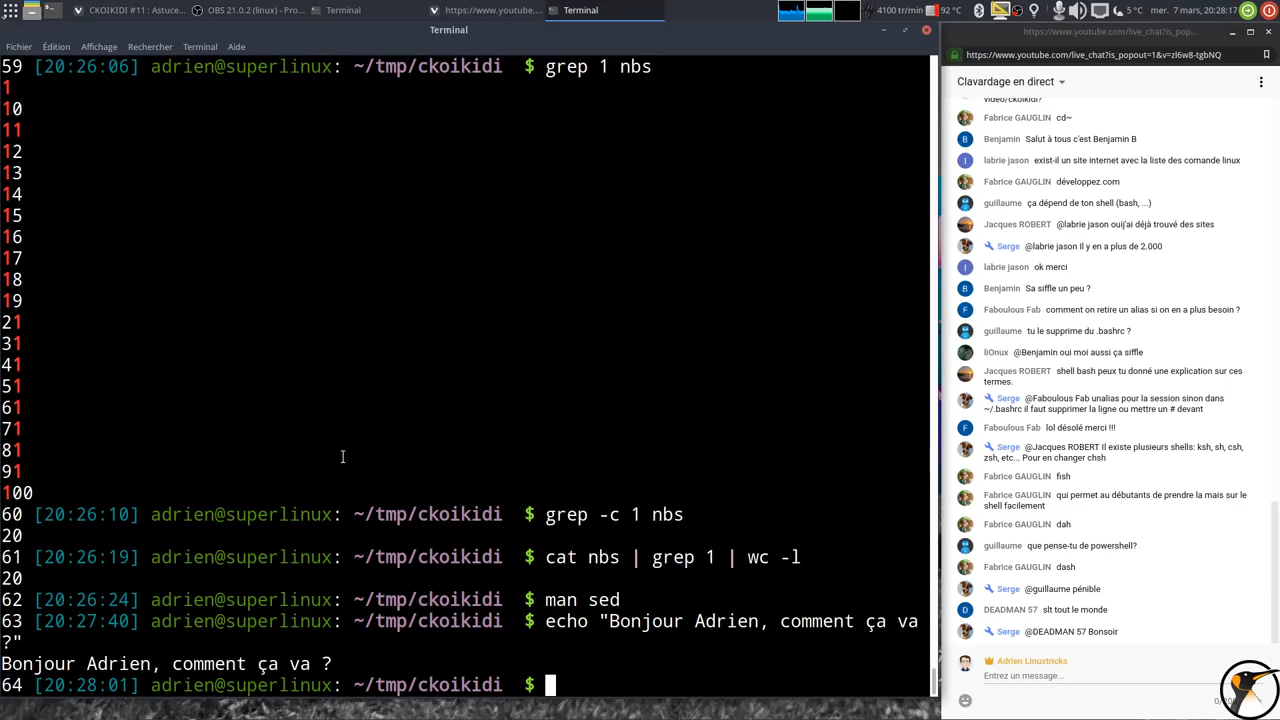 CKOIKIDI #11 : Astuce...
OBS 21.0.2 (linux) - Pro...
Terminal
https://www.youtube....
Terminal
4100 tr/min
92 °C
5 °C
mar. 7 mars, 20:28:17
Terminal
Fichier Édition Affichage Rechercher Terminal Aide
59 [20:26:06] adrien@superlinux: ~/tmp/ckoikidi $ grep 1 nbs
1
10
11
12
13
14
15
16
17
18
19
21
31
41
51
61
71
81
91
100
60 [20:26:10] adrien@superlinux: ~/tmp/ckoikidi $ grep -c 1 nbs
20
61 [20:26:19] adrien@superlinux: ~/tmp/ckoikidi $ cat nbs | grep 1 | wc -l
20
62 [20:26:24] adrien@superlinux: ~/tmp/ckoikidi $ man sed
63 [20:27:40] adrien@superlinux: ~/tmp/ckoikidi $ echo "Bonjour Adrien, comment ça va
?"
Bonjour Adrien, comment ça va ?
64 [20:28:01] adrien@superlinux: ~/tmp/ckoikidi $
https://www.youtube.com/live_chat?is_pop...
https://www.youtube.com/live_chat?is_popout=1&v=zl6w8-tgbNQ
Clavardage en direct
video/ckoikidi?
Fabrice GAUGLIN cd~
B Benjamin Salut à tous c'est Benjamin B
l labrie jason exist-il un site internet avec la liste des comande linux
Fabrice GAUGLIN développez.com
guillaume ça dépend de ton shell (bash, ...)
Jacques ROBERT @labrie jason ouij'ai déjà trouvé des sites
Serge @labrie jason Il y en a plus de 2.000
l labrie jason ok merci
B Benjamin Sa siffle un peu ?
F Faboulous Fab comment on retire un alias si on en a plus besoin ?
guillaume tu le supprime du .bashrc ?
liOnux @Benjamin oui moi aussi ça siffle
Jacques ROBERT shell bash peux tu donné une explication sur ces
termes.
Serge @Faboulous Fab unalias pour la session sinon dans
~/.bashrc il faut supprimer la ligne ou mettre un # devant
F Faboulous Fab lol désolé merci !!!
Serge @Jacques ROBERT Il existe plusieurs shells: ksh, sh, csh,
zsh, etc... Pour en changer chsh
Fabrice GAUGLIN fish
Fabrice GAUGLIN qui permet au débutants de prendre la mais sur le
shell facilement
Fabrice GAUGLIN dah
guillaume que pense-tu de powershell?
Fabrice GAUGLIN dash
Serge @guillaume pénible
D DEADMAN 57 slt tout le monde
Serge @DEADMAN 57 Bonsoir
Adrien Linuxtricks
Entrez un message...